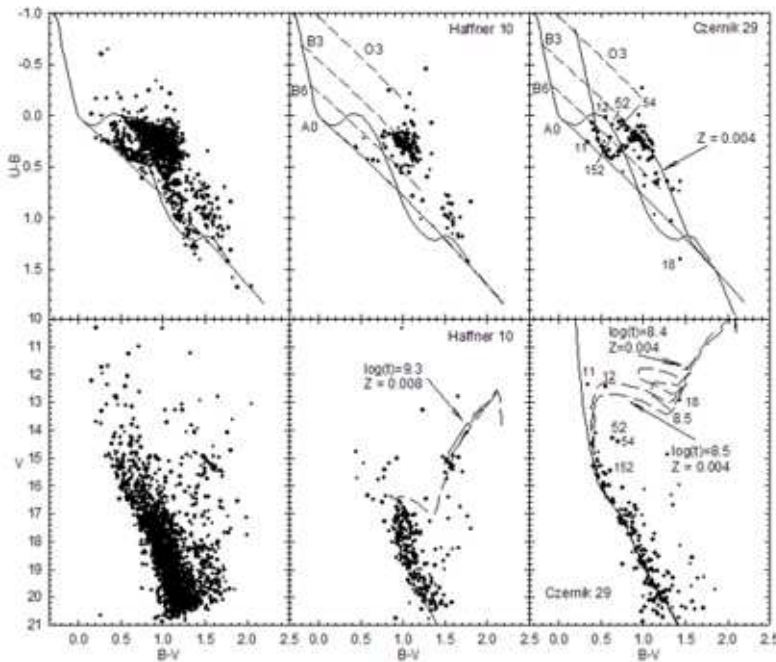 -1.0
-0.5
0.0
0.5
1.0
1.5
U-B
Haffner 10
O3
B3
B6
A0
Czernik 29
O3
B3
B6
A0
12
52
54
11
152
18
Z = 0.004
10
11
12
13
14
15
16
17
18
19
20
21
V
Haffner 10
log(t)=9.3
Z = 0.008
log(t)=8.4
Z=0.004
11
12
18
8.5
52
54
152
log(t)=8.5
Z = 0.004
Czernik 29
0.0 0.5 1.0 1.5 2.5
0.0 0.5 1.0 1.5 2.5
0.0 0.5 1.0 1.5 2.0 2.5
B-V B-V B-V